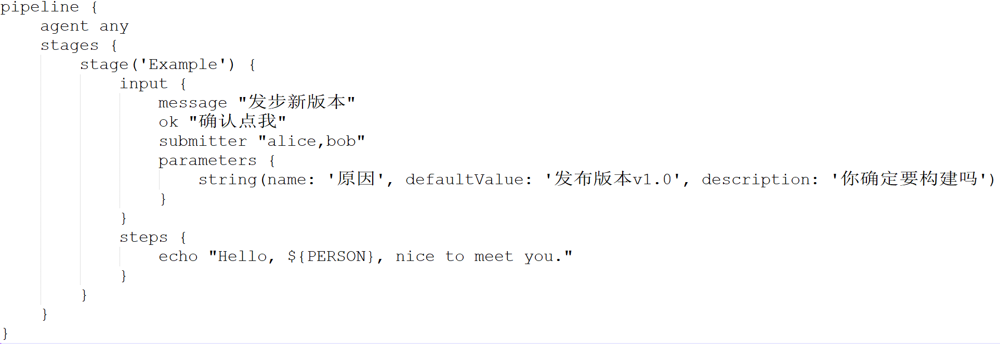 pipeline {
    agent any
    stages {
        stage('Example') {
            input {
                message "发步新版本"
                ok "确认点我"
                submitter "alice,bob"
                parameters {
                    string(name: '原因', defaultValue: '发布版本v1.0', description: '你确定要构建吗')
                }
            }
            steps {
                echo "Hello, ${PERSON}, nice to meet you."
            }
        }
    }
}